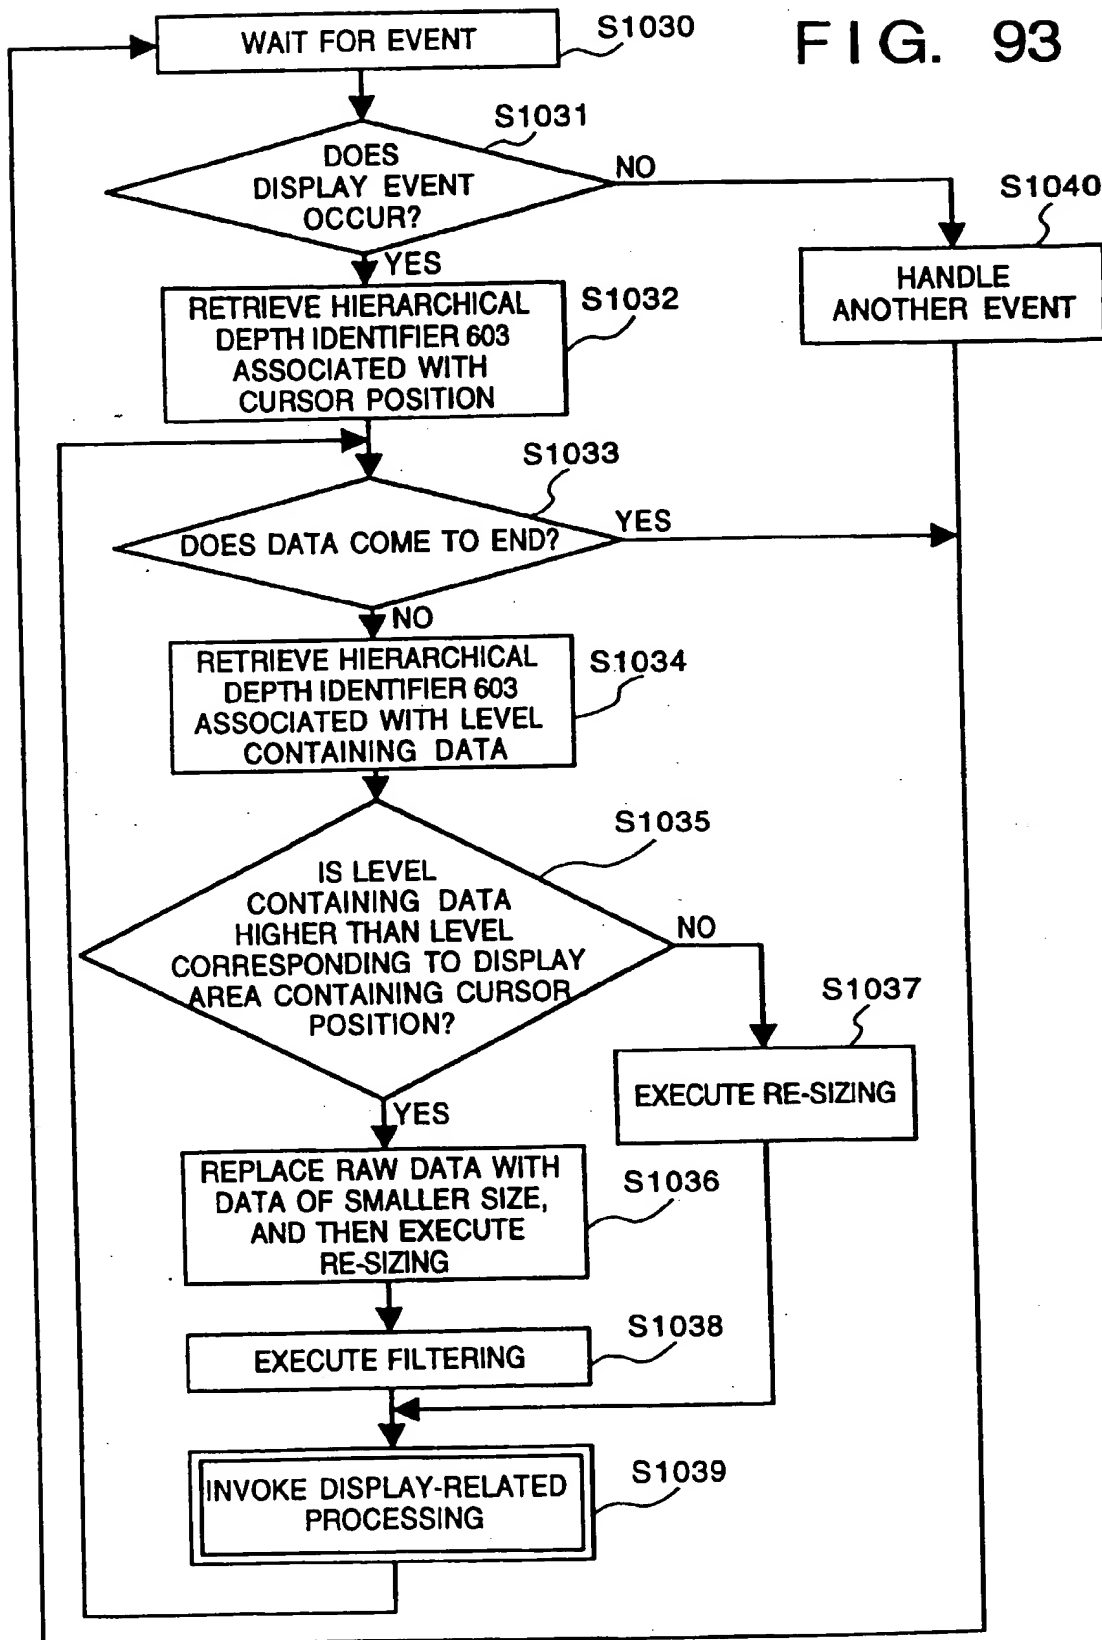 FIG. 93
WAIT FOR EVENT
S1030
S1031
DOES
DISPLAY EVENT
OCCUR?
NO
YES
S1040
HANDLE
ANOTHER EVENT
S1032
RETRIEVE HIERARCHICAL
DEPTH IDENTIFIER 603
ASSOCIATED WITH
CURSOR POSITION
S1033
DOES DATA COME TO END?
YES
NO
S1034
RETRIEVE HIERARCHICAL
DEPTH IDENTIFIER 603
ASSOCIATED WITH LEVEL
CONTAINING DATA
S1035
IS LEVEL
CONTAINING DATA
HIGHER THAN LEVEL
CORRESPONDING TO DISPLAY
AREA CONTAINING CURSOR
POSITION?
NO
YES
S1037
EXECUTE RE-SIZING
S1036
REPLACE RAW DATA WITH
DATA OF SMALLER SIZE,
AND THEN EXECUTE
RE-SIZING
S1038
EXECUTE FILTERING
S1039
INVOKE DISPLAY-RELATED
PROCESSING